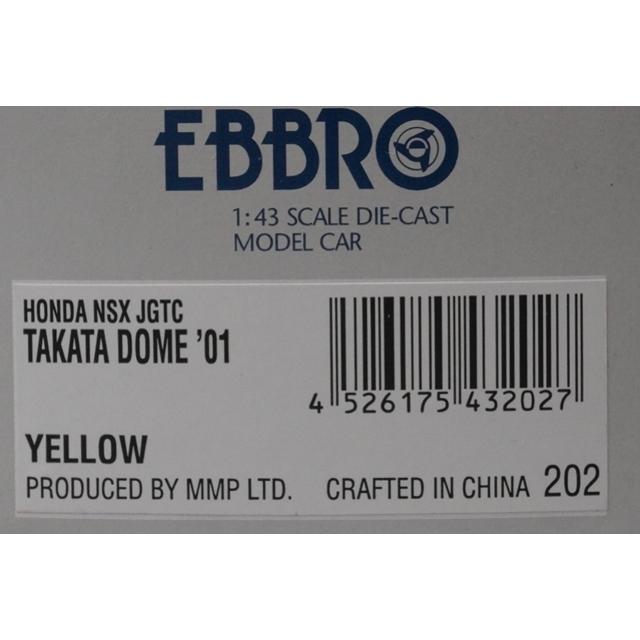 EBBRO
1:43 SCALE DIE-CAST
MODEL CAR
HONDA NSX JGTC
TAKATA DOME '01
4 526175 432027
YELLOW
PRODUCED BY MMP LTD. CRAFTED IN CHINA 202